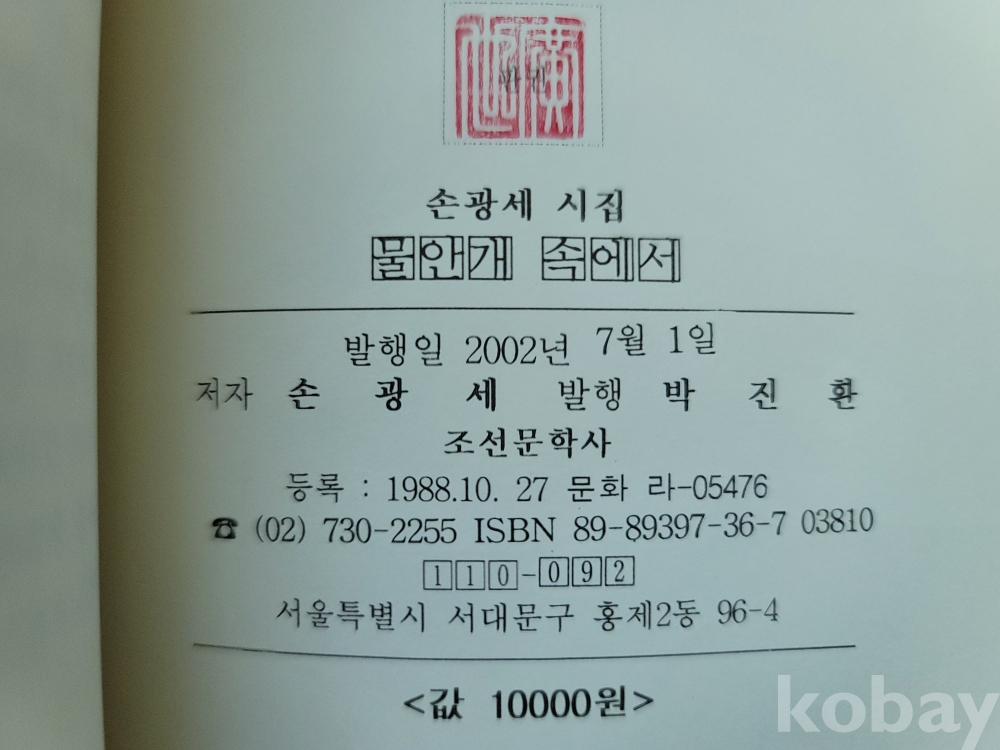 손광세 시집
물안개 속에서
발행일 2002년 7월 1일
저자 손 광 세 발행 박 진 환
조선문학사
등록 : 1988.10. 27 문화 라-05476
☎ (02) 730-2255 ISBN 89-89397-36-7 03810
110-092
서울특별시 서대문구 홍제2동 96-4
<값 10000원>
kobay